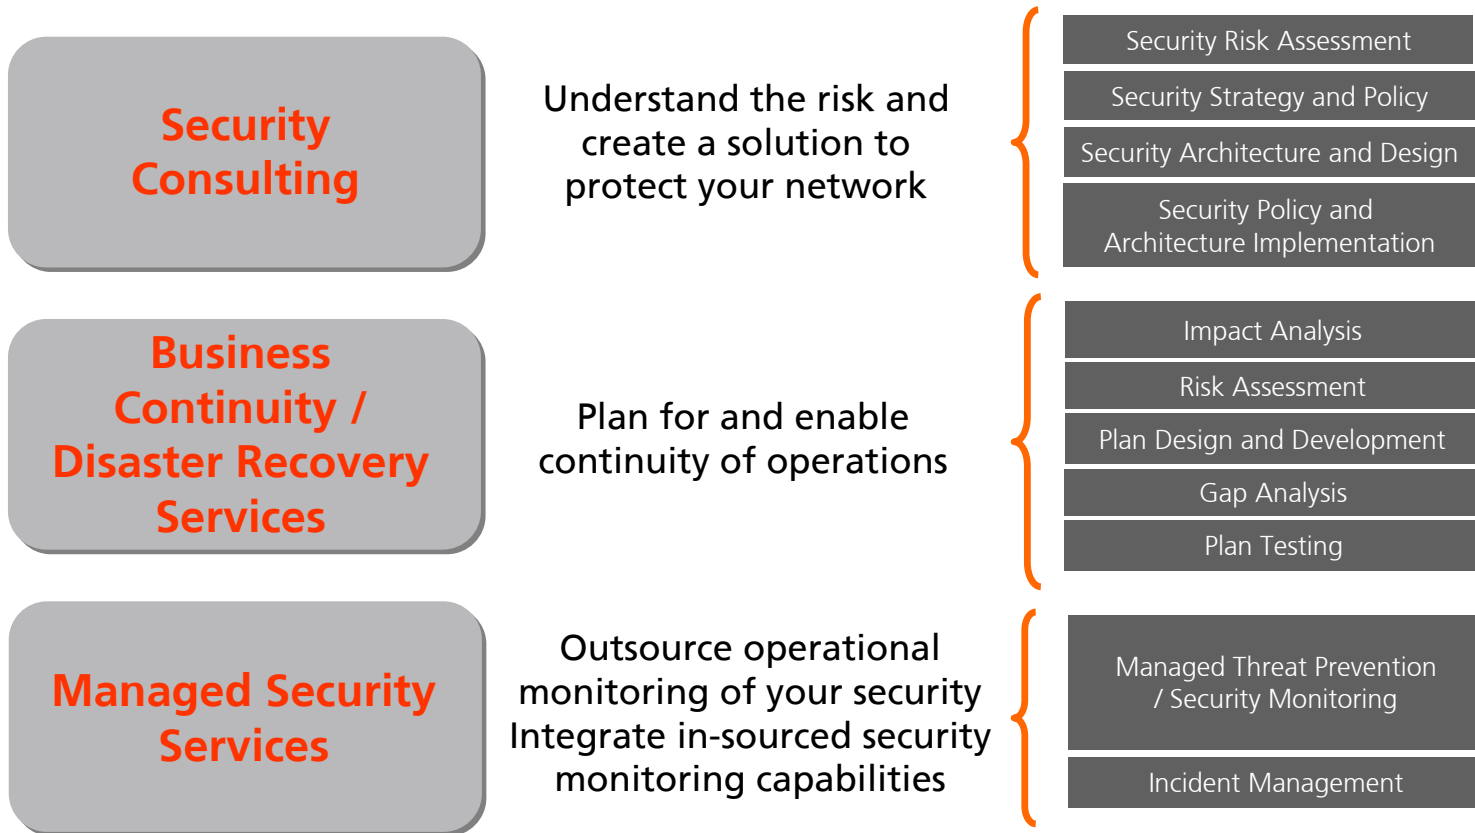 Security
Consulting
Understand the risk and
create a solution to
protect your network
Security Risk Assessment
Security Strategy and Policy
Security Architecture and Design
Security Policy and
Architecture Implementation
Business
Continuity /
Disaster Recovery
Services
Plan for and enable
continuity of operations
Impact Analysis
Risk Assessment
Plan Design and Development
Gap Analysis
Plan Testing
Managed Security
Services
Outsource operational
monitoring of your security
Integrate in-sourced security
monitoring capabilities
Managed Threat Prevention
/ Security Monitoring
Incident Management